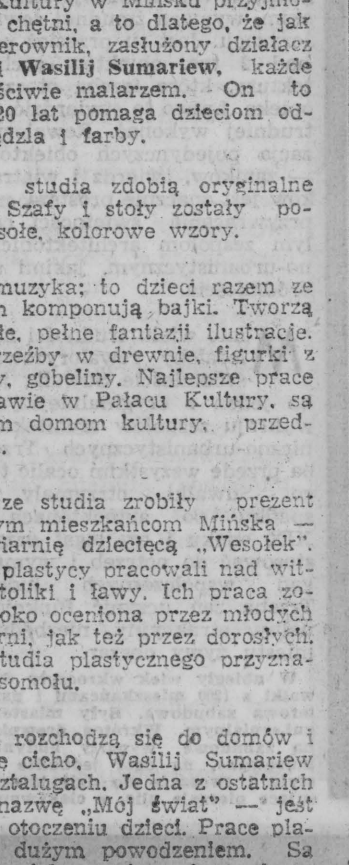 Kultury w Mińsku przyjmo-
chętni, a to dlatego, że jak
erownik, zasłużony działacz
Wasilij Sumariew, każde
ściwie malarzem. On to
20 lat pomaga dzieciom od-
ędzla i farby.
studia zdobią oryginalne
Szafy i stoły zostały po-
sołe, kolorowe wzory.
muzyka; to dzieci razem ze
komponują bajki. Tworzą
łe, pełne fantazji ilustracje.
rzeźby w drewnie, figurki z
y, gobeliny. Najlepsze prace
awie w Pałacu Kultury, są
m domom kultury, przed-
ze studia zrobiły prezent
ym mieszkańcom Mińska —
iarnię dziecięcą „Wesołek”.
plastycy pracowali nad wit-
toliki i ławy. Ich praca zo-
oko oceniona przez młodych
rni, jak też przez dorosłych.
tudia plastycznego przyzna-
somołu.
rozchodzą się do domów i
ę cicho, Wasilij Sumariew
ztalugach. Jedna z ostatnich
nazwę „Mój świat” — jest
otoczeniu dzieci. Prace pla-
dużym powodzeniem. Są